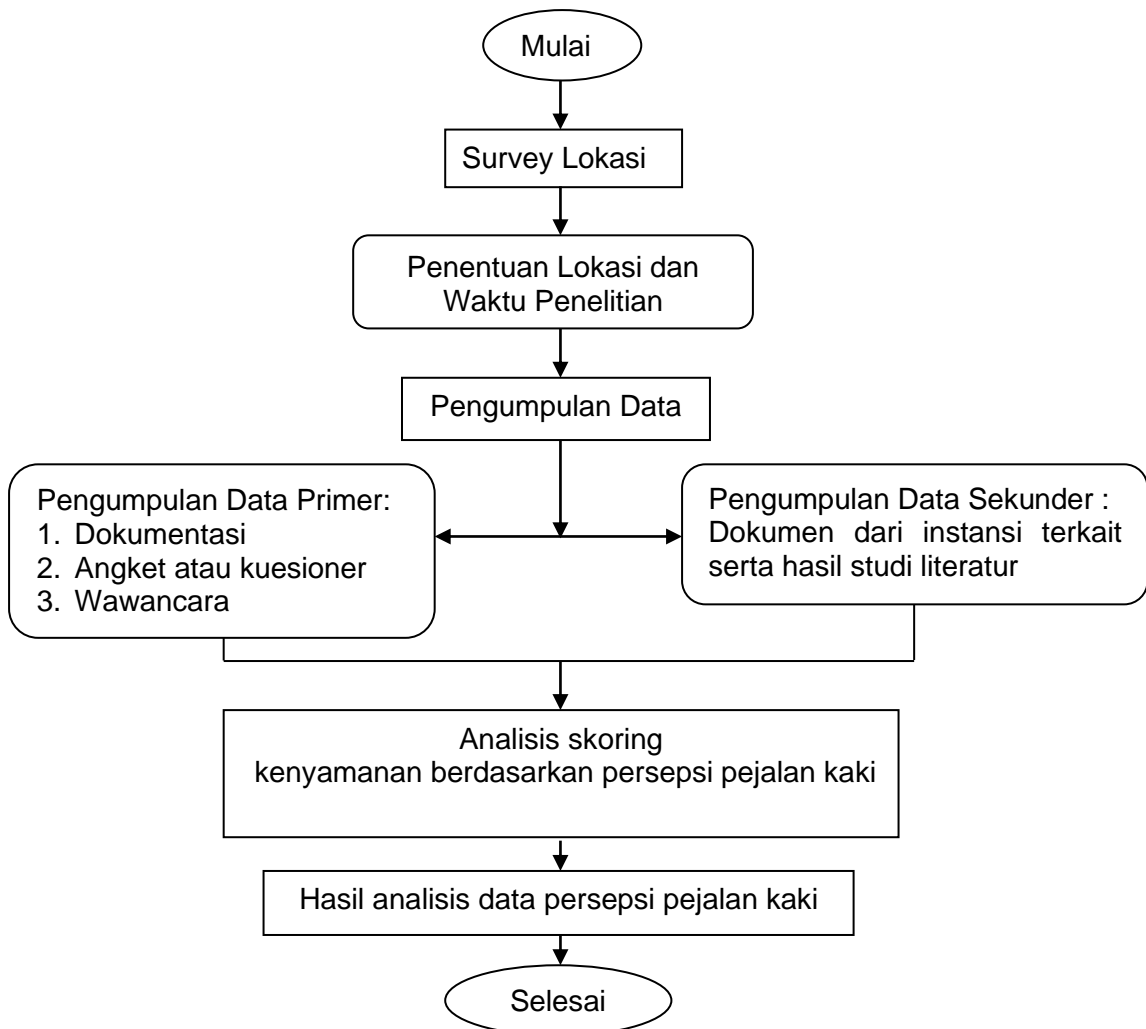 Mulai
Survey Lokasi
Penentuan Lokasi dan
Waktu Penelitian
Pengumpulan Data
Pengumpulan Data Primer:
1. Dokumentasi
2. Angket atau kuesioner
3. Wawancara
Pengumpulan Data Sekunder :
Dokumen dari instansi terkait
serta hasil studi literatur
Analisis skoring
kenyamanan berdasarkan persepsi pejalan kaki
Hasil analisis data persepsi pejalan kaki
Selesai